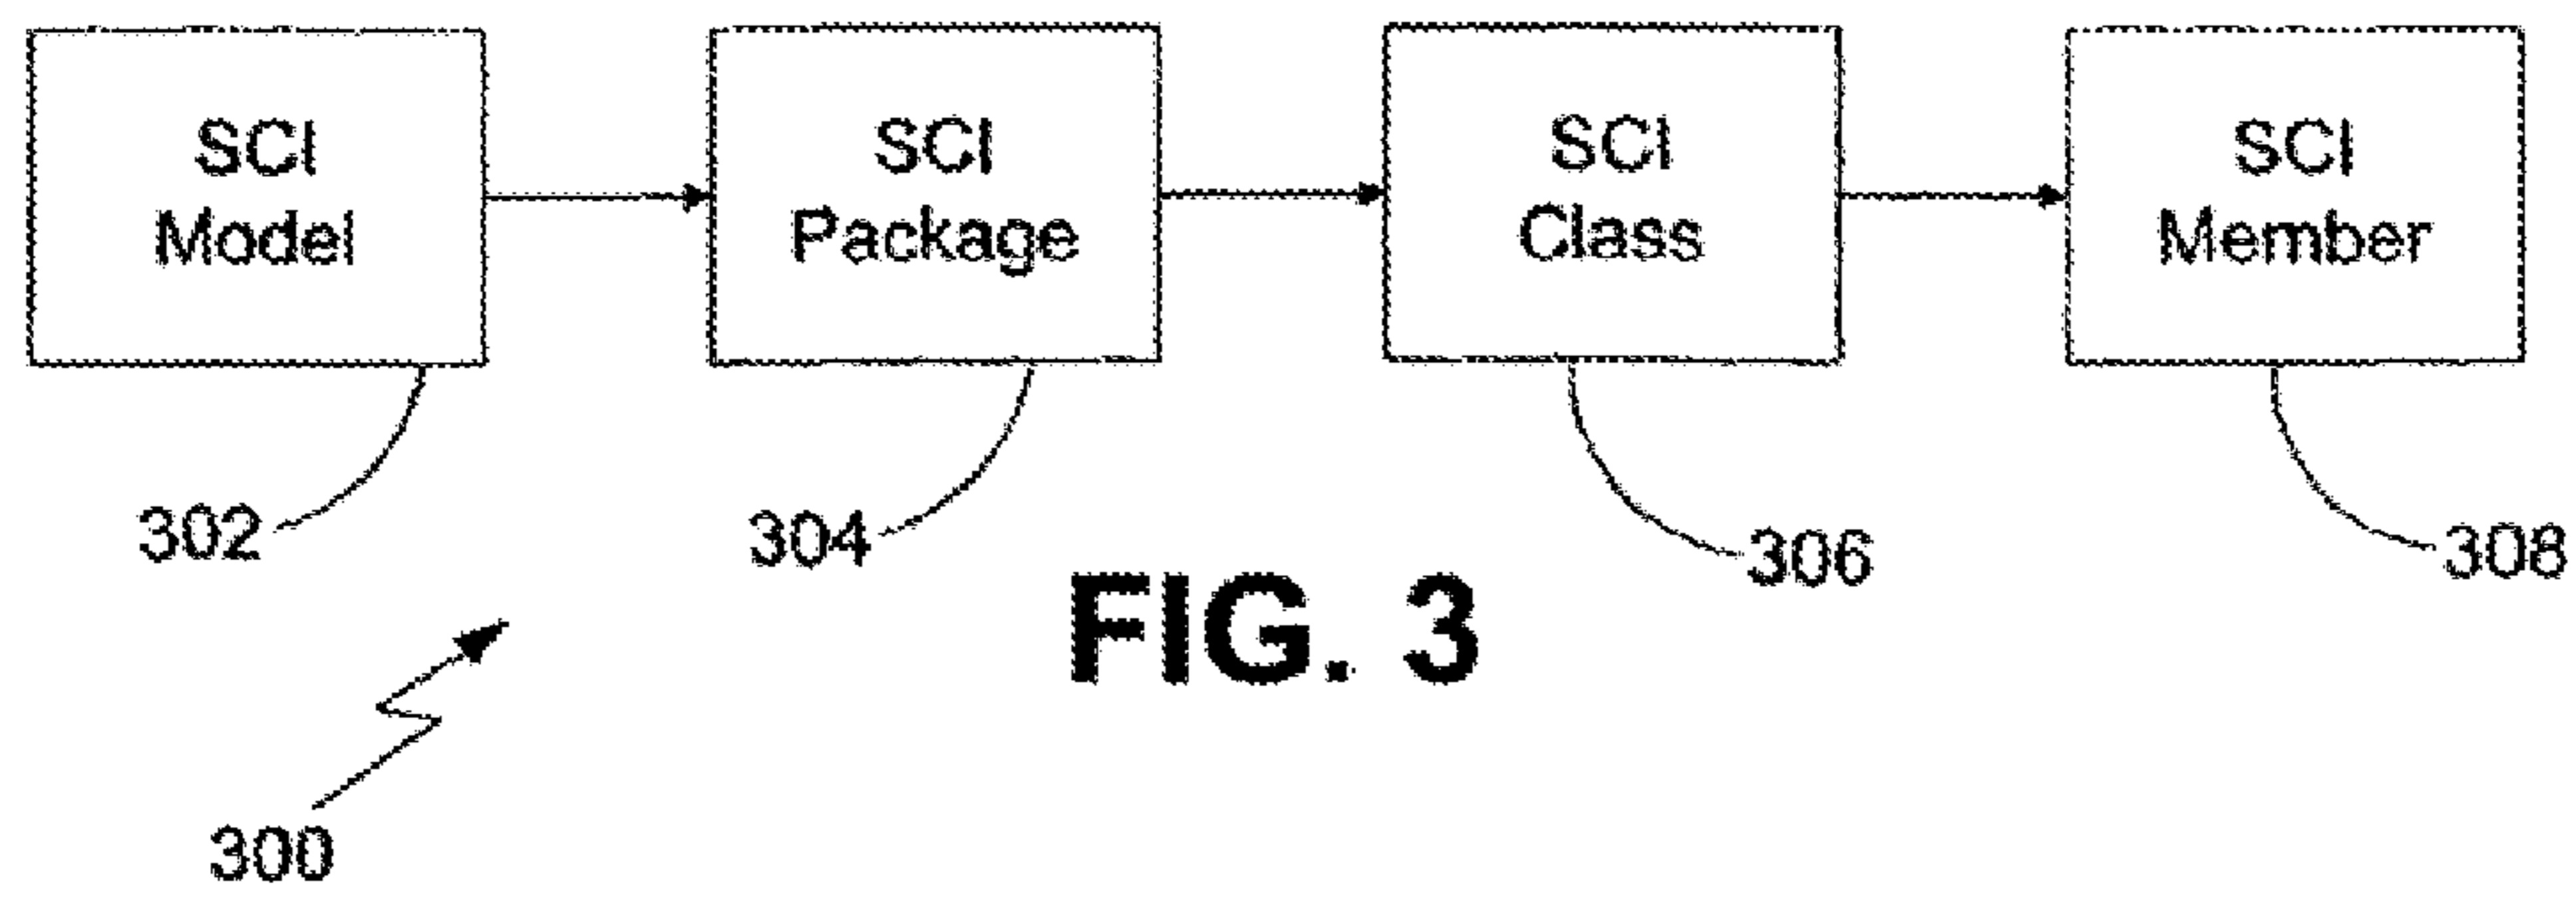 SCI
Model
SCI
Package
SCI
Class
SCI
Member
302
304
306
308
FIG. 3
300